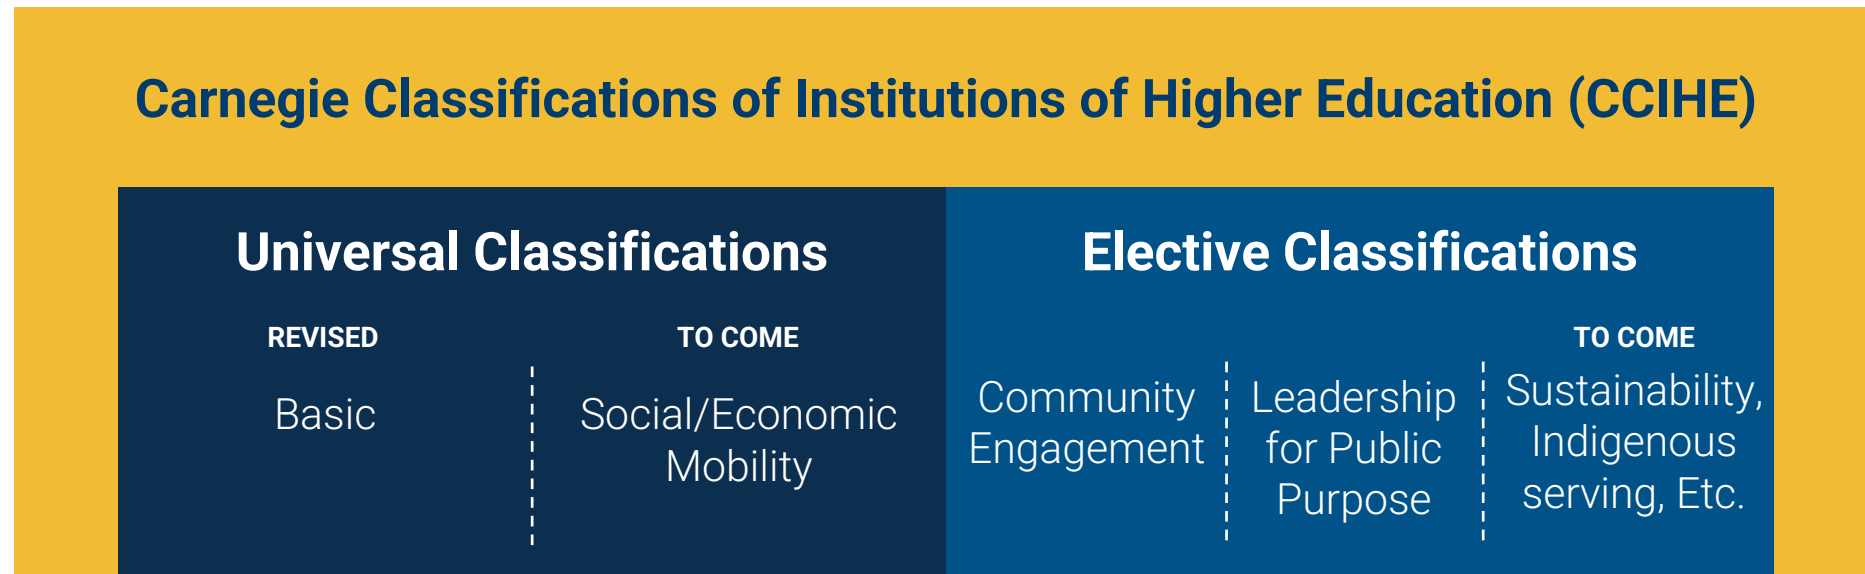 Carnegie Classifications of Institutions of Higher Education (CCIHE)
Universal Classifications
REVISED
Basic
TO COME
Social/Economic
Mobility
Elective Classifications
Community
Engagement
Leadership
for Public
Purpose
TO COME
Sustainability,
Indigenous
serving, Etc.